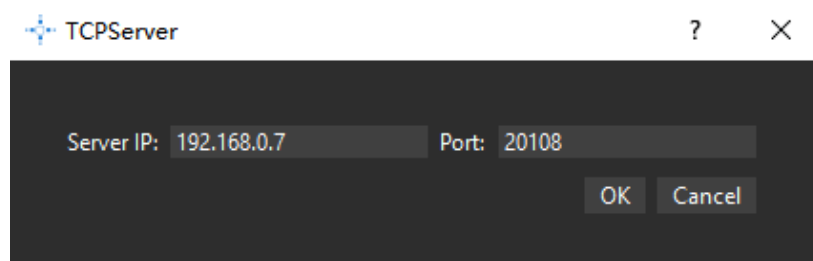 TCPServer ?
Server IP: 192.168.0.7 Port: 20108
OK Cancel